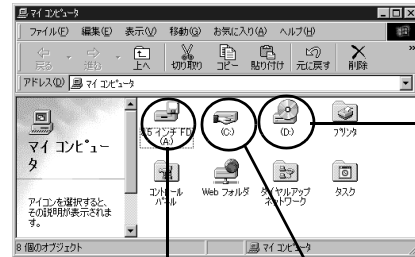 マイ コンピュータ
ファイル(F) 編集(E) 表示(V) 移動(G) お気に入り(A) ヘルプ(H)
戻る 進む 上へ 切り取り コピー 貼り付け 元に戻す 削除 »
アドレス(D) マイ コンピュータ
マイ コンピュータ
アイコンを選択すると、その説明が表示されます。
3.5 インチ FD (A:) (C:) (D:) プリンタ
コントロール パネル Web フォルダ ダイヤルアップ ネットワーク タスク
8 個のオブジェクト マイ コンピュータ